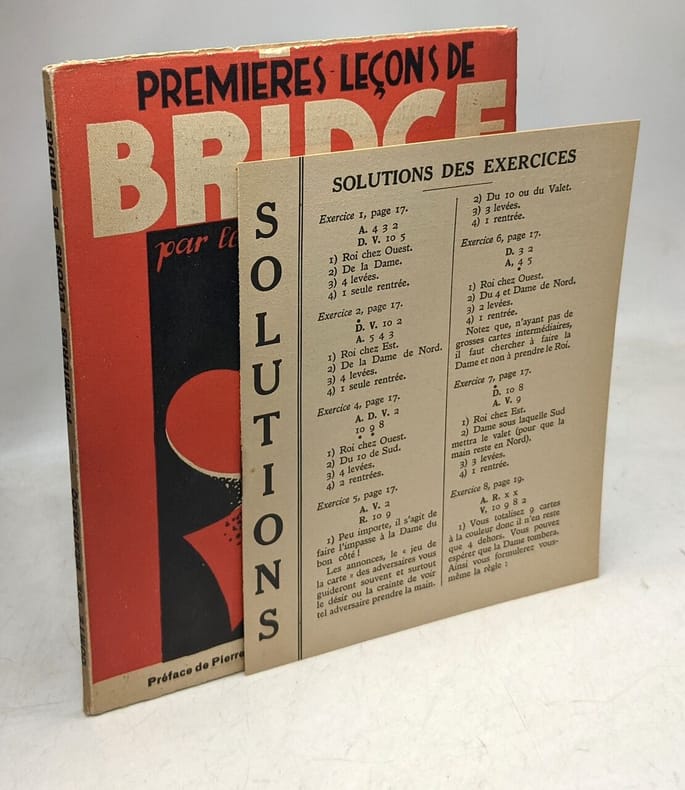 PREMIERES LEÇONS DE
BRIDGE
par
Préface de Pierre
PREMIÈRES LEÇONS DE BRIDGE
SOLUTIONS
SOLUTIONS DES EXERCICES
Exercice 1, page 17.
A. 4 3 2
D. V. 10 5
1) Roi chez Ouest.
2) De la Dame.
3) 4 levées.
4) 1 seule rentrée.
Exercice 2, page 17.
D. V. 10 2
A. 5 4 3
1) Roi chez Est.
2) De la Dame de Nord.
3) 4 levées.
4) 1 seule rentrée.
Exercice 4, page 17.
A. D. V. 2
10 9 8
1) Roi chez Ouest.
2) Du 10 de Sud.
3) 4 levées.
4) 2 rentrées.
Exercice 5, page 17.
A. V. 2
R. 10 9
1) Peu importe, il s'agit de
faire l'impasse à la Dame du
bon côté !
Les annonces, le « jeu de
la carte » des adversaires vous
guideront souvent et surtout
le désir ou la crainte de voir
tel adversaire prendre la main.
2) Du 10 ou du Valet.
3) 3 levées.
4) 1 rentrée.
Exercice 6, page 17.
D. 3 2
A. 4 5
1) Roi chez Ouest.
2) Du 4 et Dame de Nord.
3) 2 levées.
4) 1 rentrée.
Notez que, n'ayant pas de
grosses cartes intermédiaires,
il faut chercher à faire la
Dame et non à prendre le Roi.
Exercice 7, page 17.
D. 10 8
A. V. 9
1) Roi chez Est.
2) Dame sous laquelle Sud
mettra le valet (pour que la
main reste en Nord).
3) 3 levées.
4) 1 rentrée.
Exercice 8, page 19.
A. R. x x
V. 10 9 8 2
1) Vous totalisez 9 cartes
à la couleur donc il n'en reste
que 4 dehors. Vous pouvez
espérer que la Dame tombera.
Ainsi vous formulerez vous-
même la règle :